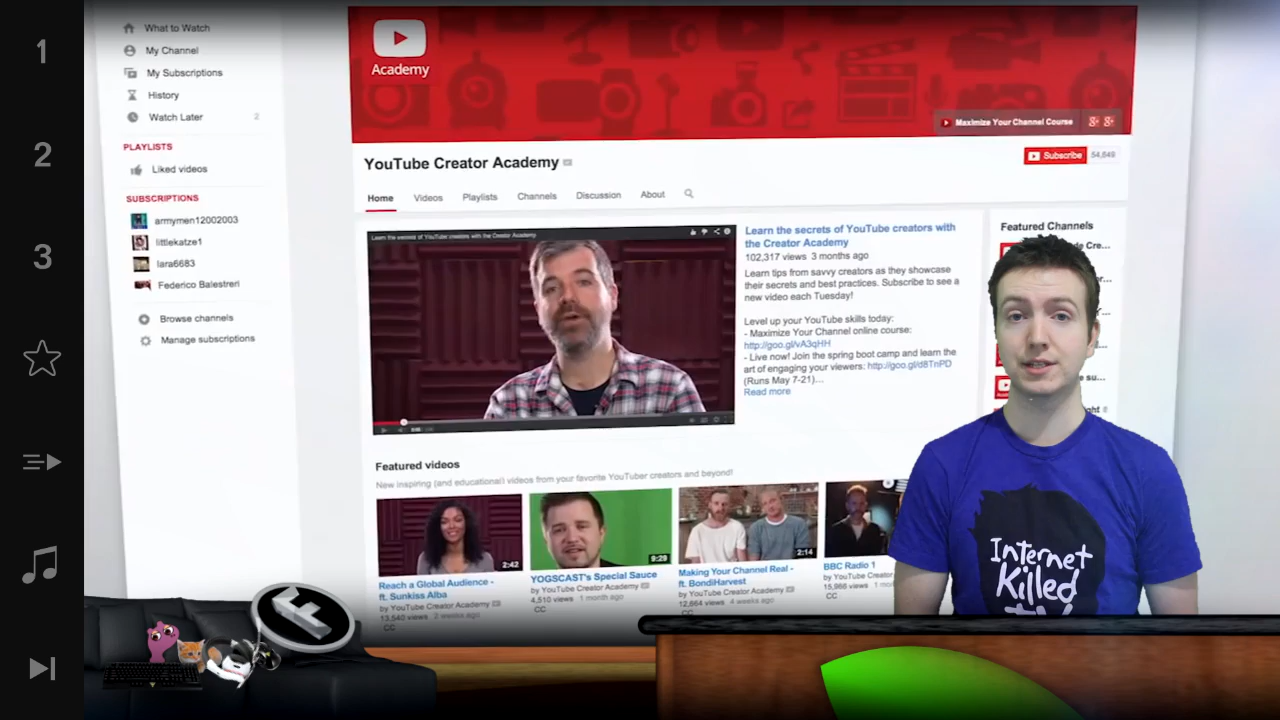 1
2
3
What to Watch
My Channel
My Subscriptions
History
Watch Later 2
PLAYLISTS
Liked videos
SUBSCRIPTIONS
armymen12002003
littlekatze1
lara6683
Federico Balestreri
Browse channels
Manage subscriptions
Academy
Maximize Your Channel Course
YouTube Creator Academy
Subscribe 54,849
Home Videos Playlists Channels Discussion About
Learn the secrets of YouTube creators with the Creator Academy
Learn the secrets of YouTube creators with
the Creator Academy
102,317 views 3 months ago
Learn tips from savvy creators as they showcase
their secrets and best practices. Subscribe to see a
new video each Tuesday!
Level up your YouTube skills today:
- Maximize Your Channel online course:
http://goo.gl/vA3qHH
- Live now! Join the spring boot camp and learn the
art of engaging your viewers: http://goo.gl/d8TnPD
(Runs May 7-21)...
Read more
Featured Channels
Featured videos
New inspiring (and educational) videos from your favorite YouTuber creators and beyond!
2:42
Reach a Global Audience -
ft. Sunkiss Alba
by YouTube Creator Academy
13,540 views 2 weeks ago
CC
9:29
YOGSCAST's Special Sauce
by YouTube Creator Academy
4,510 views 1 month ago
CC
2:14
Making Your Channel Real -
ft. BondiHarvest
by YouTube Creator Academy
12,664 views 4 weeks ago
CC
BBC Radio 1
by YouTube Creator
15,968 views 1
CC
Internet
Killed
TV